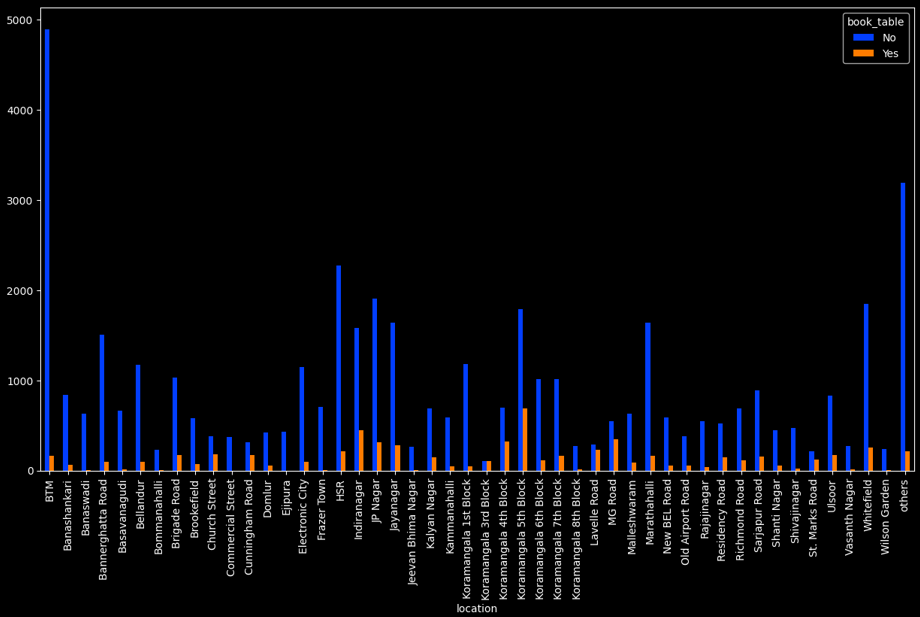 book_table
No
Yes
5000
4000
3000
2000
1000
0
BTM
Banashankari
Banaswadi
Bannerghatta Road
Basavanagudi
Bellandur
Bommanahalli
Brigade Road
Brookefield
Church Street
Commercial Street
Cunningham Road
Domlur
Ejipura
Electronic City
Frazer Town
HSR
Indiranagar
JP Nagar
Jayanagar
Jeevan Bhima Nagar
Kalyan Nagar
Kammanahalli
Koramangala 1st Block
Koramangala 3rd Block
Koramangala 4th Block
Koramangala 5th Block
Koramangala 6th Block
Koramangala 7th Block
Koramangala 8th Block
Lavelle Road
MG Road
Malleshwaram
Marathahalli
New BEL Road
Old Airport Road
Rajajinagar
Residency Road
Richmond Road
Sarjapur Road
Shanti Nagar
Shivajinagar
St. Marks Road
Ulsoor
Vasanth Nagar
Whitefield
Wilson Garden
others
location